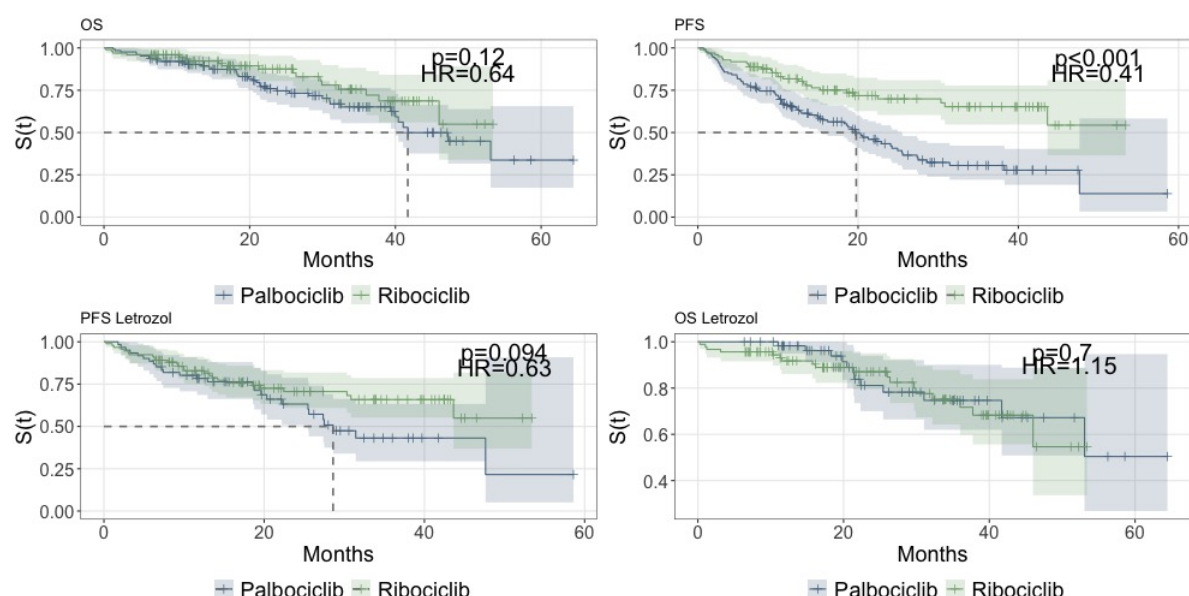 OS
p=0.12
HR=0.64
1.00
0.75
0.50
0.25
0.00
S(t)
0 20 40 60
Months
Palbociclib Ribociclib
PFS
p<0.001
HR=0.41
1.00
0.75
0.50
0.25
0.00
S(t)
0 20 40 60
Months
Palbociclib Ribociclib
PFS Letrozol
p=0.094
HR=0.63
1.00
0.75
0.50
0.25
0.00
S(t)
0 20 40 60
Months
Palbociclib Ribociclib
OS Letrozol
p=0.7
HR=1.15
1.0
0.8
0.6
0.4
S(t)
0 20 40 60
Months
Palbociclib Ribociclib